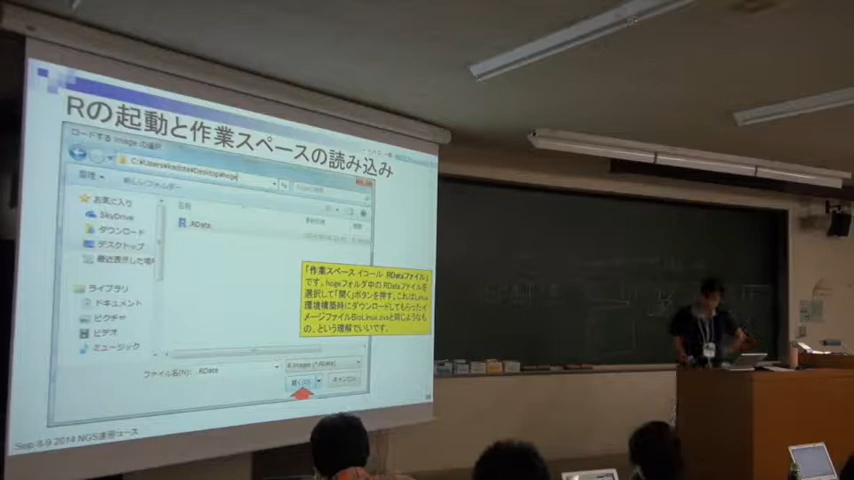 Rの起動と作業スペースの読み込み
ロードする image の選択
整理
新しいフォルダー
お気に入り
SkyDrive
ダウンロード
デスクトップ
最近表示した場所
ライブラリ
ドキュメント
ピクチャ
ビデオ
ミュージック
名前
.RData
「作業スペース イコール .RDataファイル」
です。hogeフォルダ中の.RDataファイルを
選択して「開く」ボタンを押す。これはLinux
環境構築時にダウンロードしてもらったイ
メージファイルBioLinux.ovaと同じようなも
の、という理解でいいです。
ファイル名(N): .RData
R images (*.RData)
開く(O)
キャンセル
Sep 8-9 2014 NGS速習コース